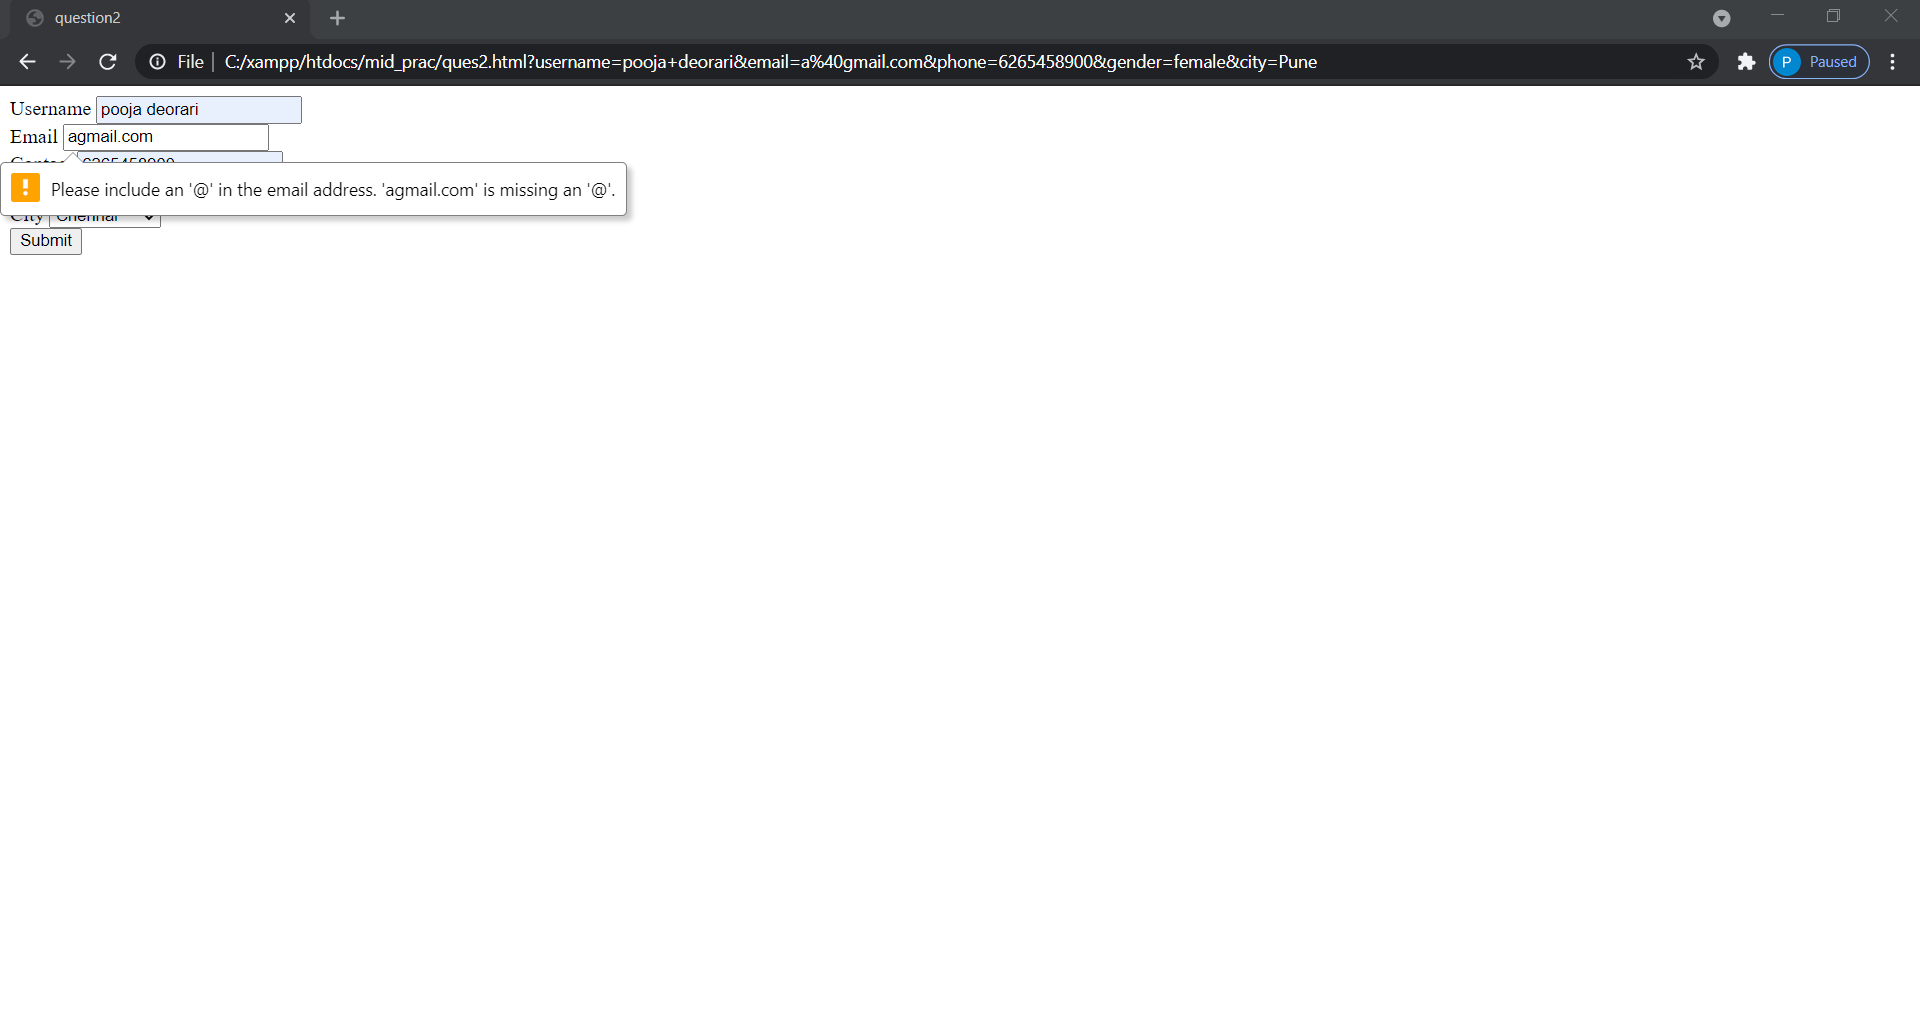 question2
File C:/xampp/htdocs/mid_prac/ques2.html?username=pooja+deorari&email=a%40gmail.com&phone=6265458900&gender=female&city=Pune
P Paused
Username pooja deorari
Email agmail.com
6265458900
Please include an '@' in the email address. 'agmail.com' is missing an '@'.
City Chennai
Submit